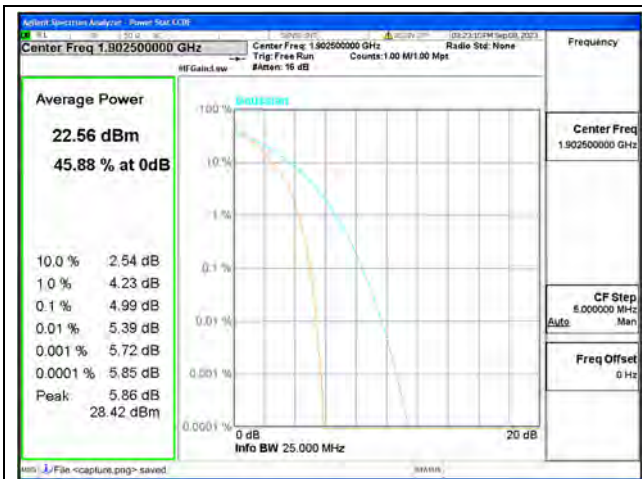 Agilent Spectrum Analyzer - Power Stat CCDF
Center Freq 1.902500000 GHz
Center Freq: 1.902500000 GHz
Radio Std: None
Trig: Free Run
Counts:1.00 M/1.00 Mpt
#IFGain:Low
#Atten: 16 dB
Frequency
Average Power
22.56 dBm
45.88 % at 0dB
10.0 % 2.54 dB
1.0 % 4.23 dB
0.1 % 4.99 dB
0.01 % 5.39 dB
0.001 % 5.72 dB
0.0001 % 5.85 dB
Peak 5.86 dB
28.42 dBm
Gaussian
100 %
10 %
1 %
0.1 %
0.01 %
0.001 %
0.0001 %
0 dB
20 dB
Info BW 25.000 MHz
Center Freq
1.902500000 GHz
CF Step
5.000000 MHz
Auto Man
Freq Offset
0 Hz
MSG
File <capture.png> saved
STATUS